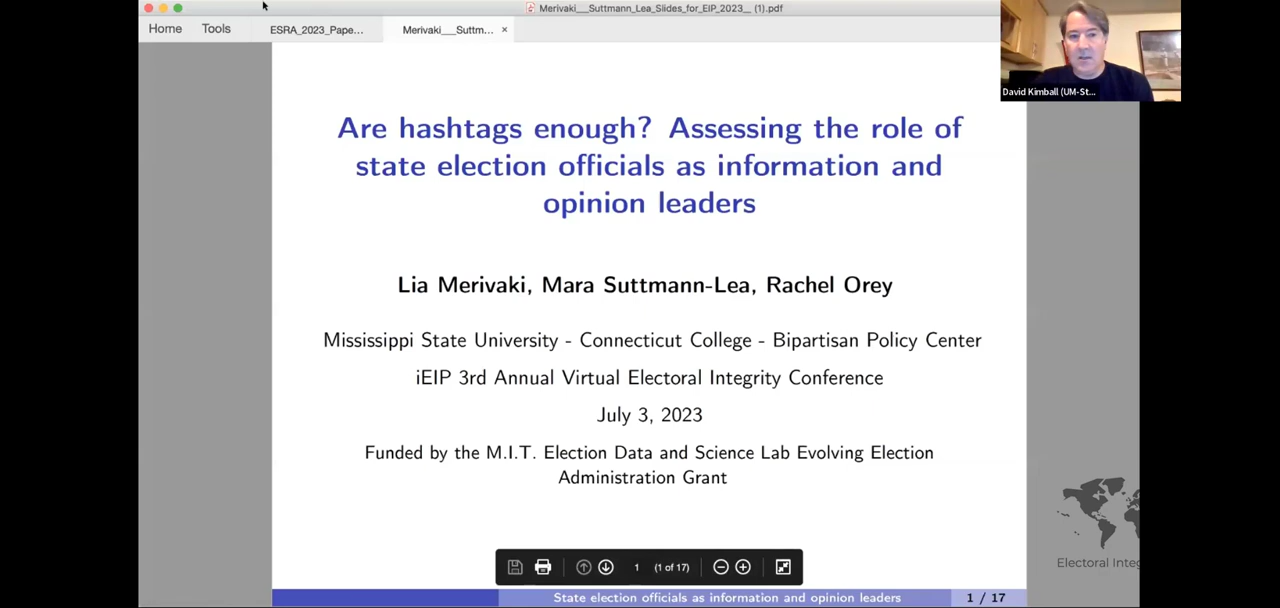 Merivaki___Suttmann_Lea_Slides_for_EIP_2023__ (1).pdf
Home
Tools
ESRA_2023_Pape...
Merivaki___Suttm...
×
David Kimball (UM-St...
Are hashtags enough? Assessing the role of
state election officials as information and
opinion leaders
Lia Merivaki, Mara Suttmann-Lea, Rachel Orey
Mississippi State University - Connecticut College - Bipartisan Policy Center
iEIP 3rd Annual Virtual Electoral Integrity Conference
July 3, 2023
Funded by the M.I.T. Election Data and Science Lab Evolving Election
Administration Grant
Electoral Integ
1 (1 of 17)
State election officials as information and opinion leaders
1 / 17